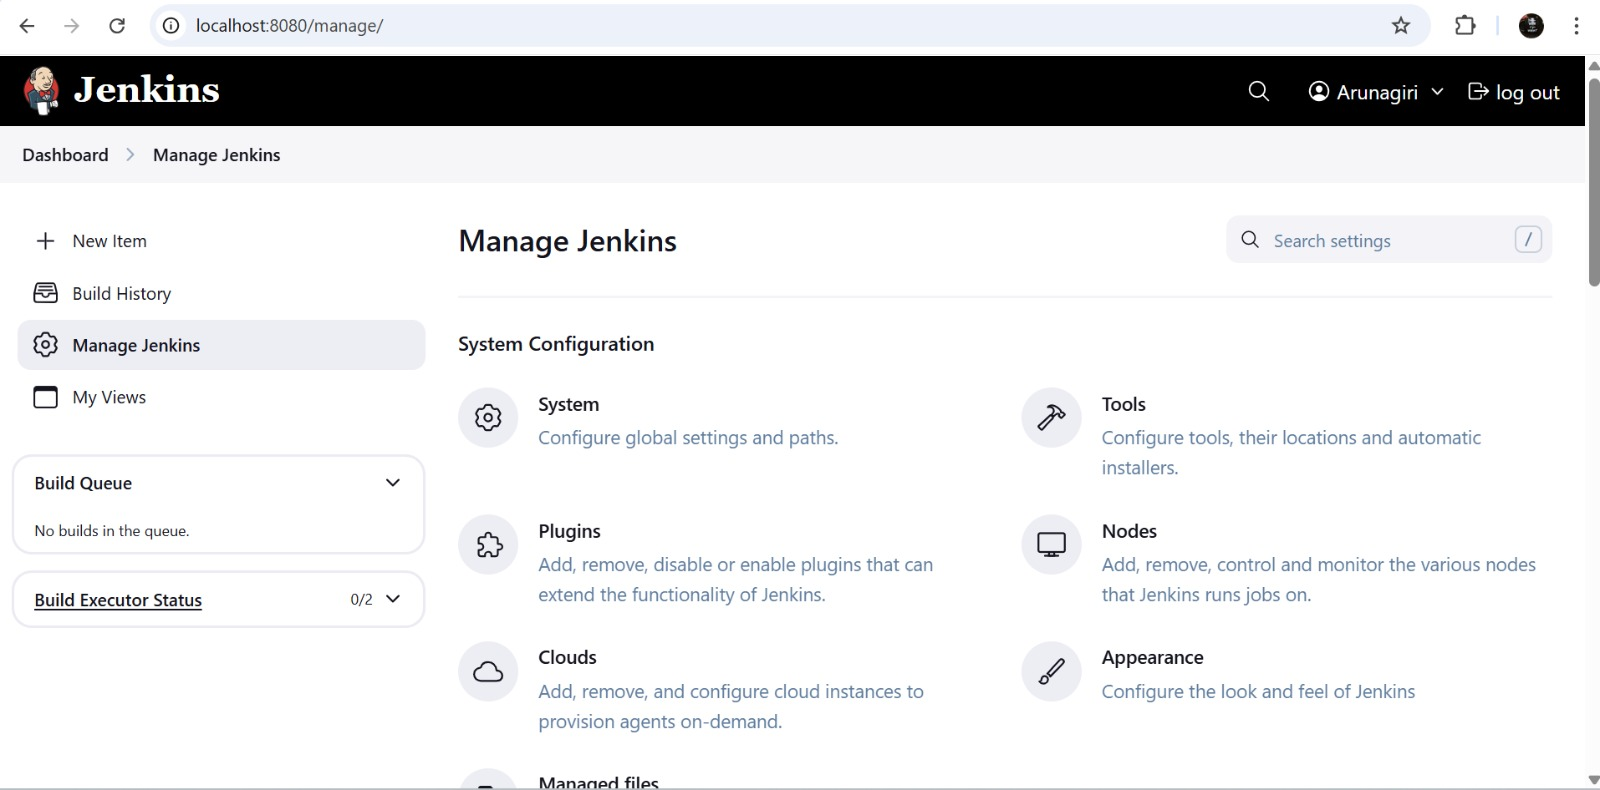 localhost:8080/manage/
Jenkins
Arunagiri
log out
Dashboard
Manage Jenkins
New Item
Build History
Manage Jenkins
My Views
Build Queue
No builds in the queue.
Build Executor Status
0/2
Manage Jenkins
Search settings
/
System Configuration
System
Configure global settings and paths.
Tools
Configure tools, their locations and automatic
installers.
Plugins
Add, remove, disable or enable plugins that can
extend the functionality of Jenkins.
Nodes
Add, remove, control and monitor the various nodes
that Jenkins runs jobs on.
Clouds
Add, remove, and configure cloud instances to
provision agents on-demand.
Appearance
Configure the look and feel of Jenkins
Managed files